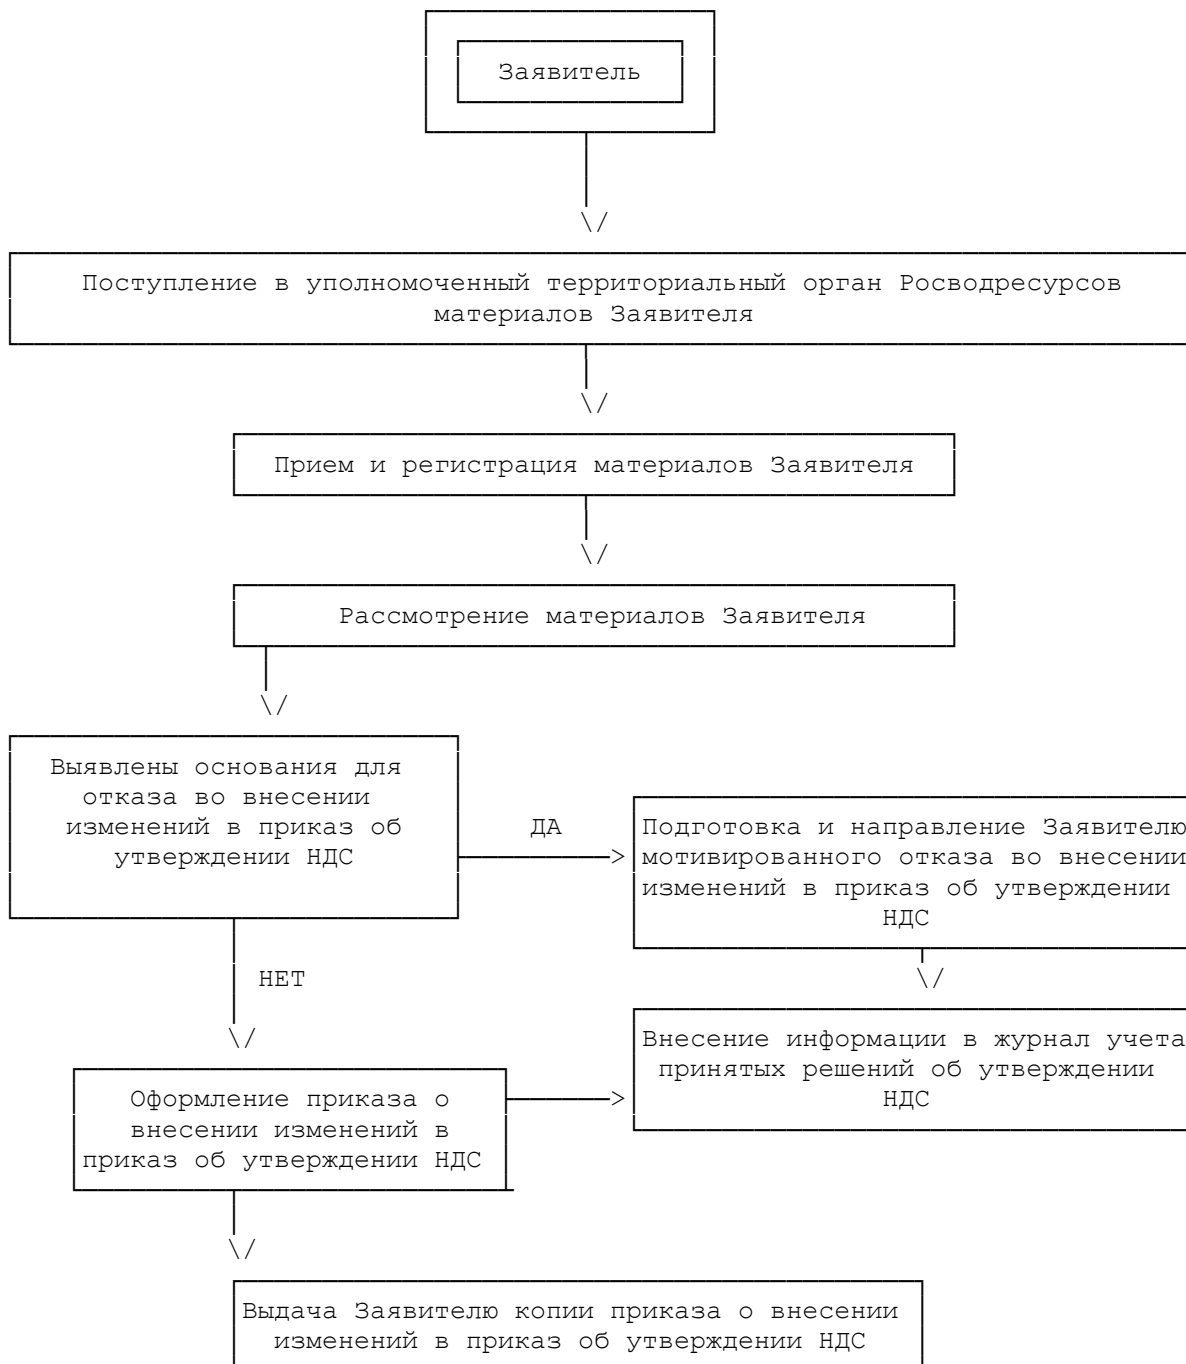 Заявитель
\/
Поступление в уполномоченный территориальный орган Росводресурсов
материалов Заявителя
\/
Прием и регистрация материалов Заявителя
\/
Рассмотрение материалов Заявителя
\/
Выявлены основания для
отказа во внесении
изменений в приказ об
утверждении НДС
ДА
>
Подготовка и направление Заявителю
мотивированного отказа во внесении
изменений в приказ об утверждении
НДС
\/
НЕТ
\/
Внесение информации в журнал учета
принятых решений об утверждении
НДС
Оформление приказа о
внесении изменений в
приказ об утверждении НДС
>
\/
Выдача Заявителю копии приказа о внесении
изменений в приказ об утверждении НДС